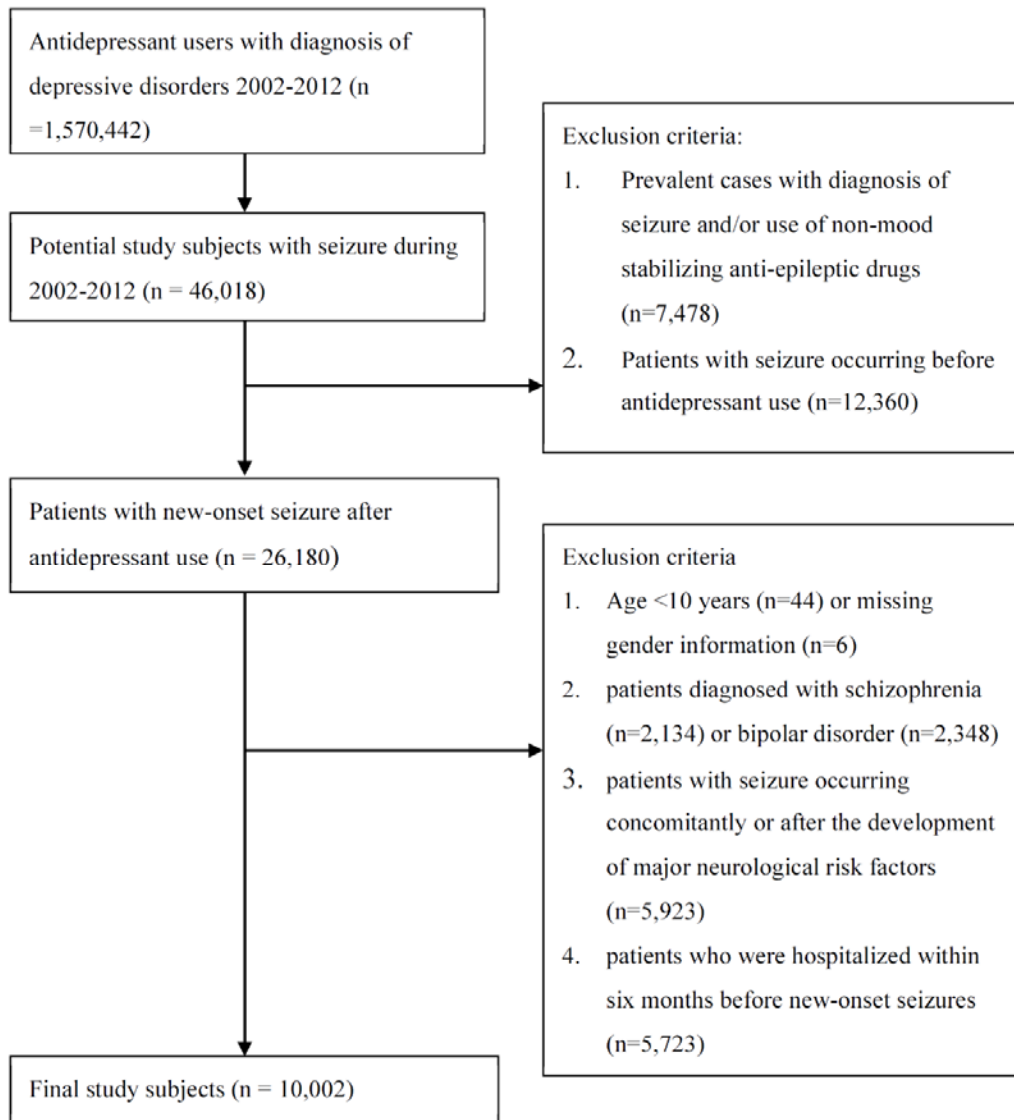 Antidepressant users with diagnosis of
depressive disorders 2002-2012 (n
=1,570,442)
Exclusion criteria:
1. Prevalent cases with diagnosis of
seizure and/or use of non-mood
stabilizing anti-epileptic drugs
(n=7,478)
2. Patients with seizure occurring before
antidepressant use (n=12,360)
Potential study subjects with seizure during
2002-2012 (n = 46,018)
Patients with new-onset seizure after
antidepressant use (n = 26,180)
Exclusion criteria
1. Age <10 years (n=44) or missing
gender information (n=6)
2. patients diagnosed with schizophrenia
(n=2,134) or bipolar disorder (n=2,348)
3. patients with seizure occurring
concomitantly or after the development
of major neurological risk factors
(n=5,923)
4. patients who were hospitalized within
six months before new-onset seizures
(n=5,723)
Final study subjects (n = 10,002)